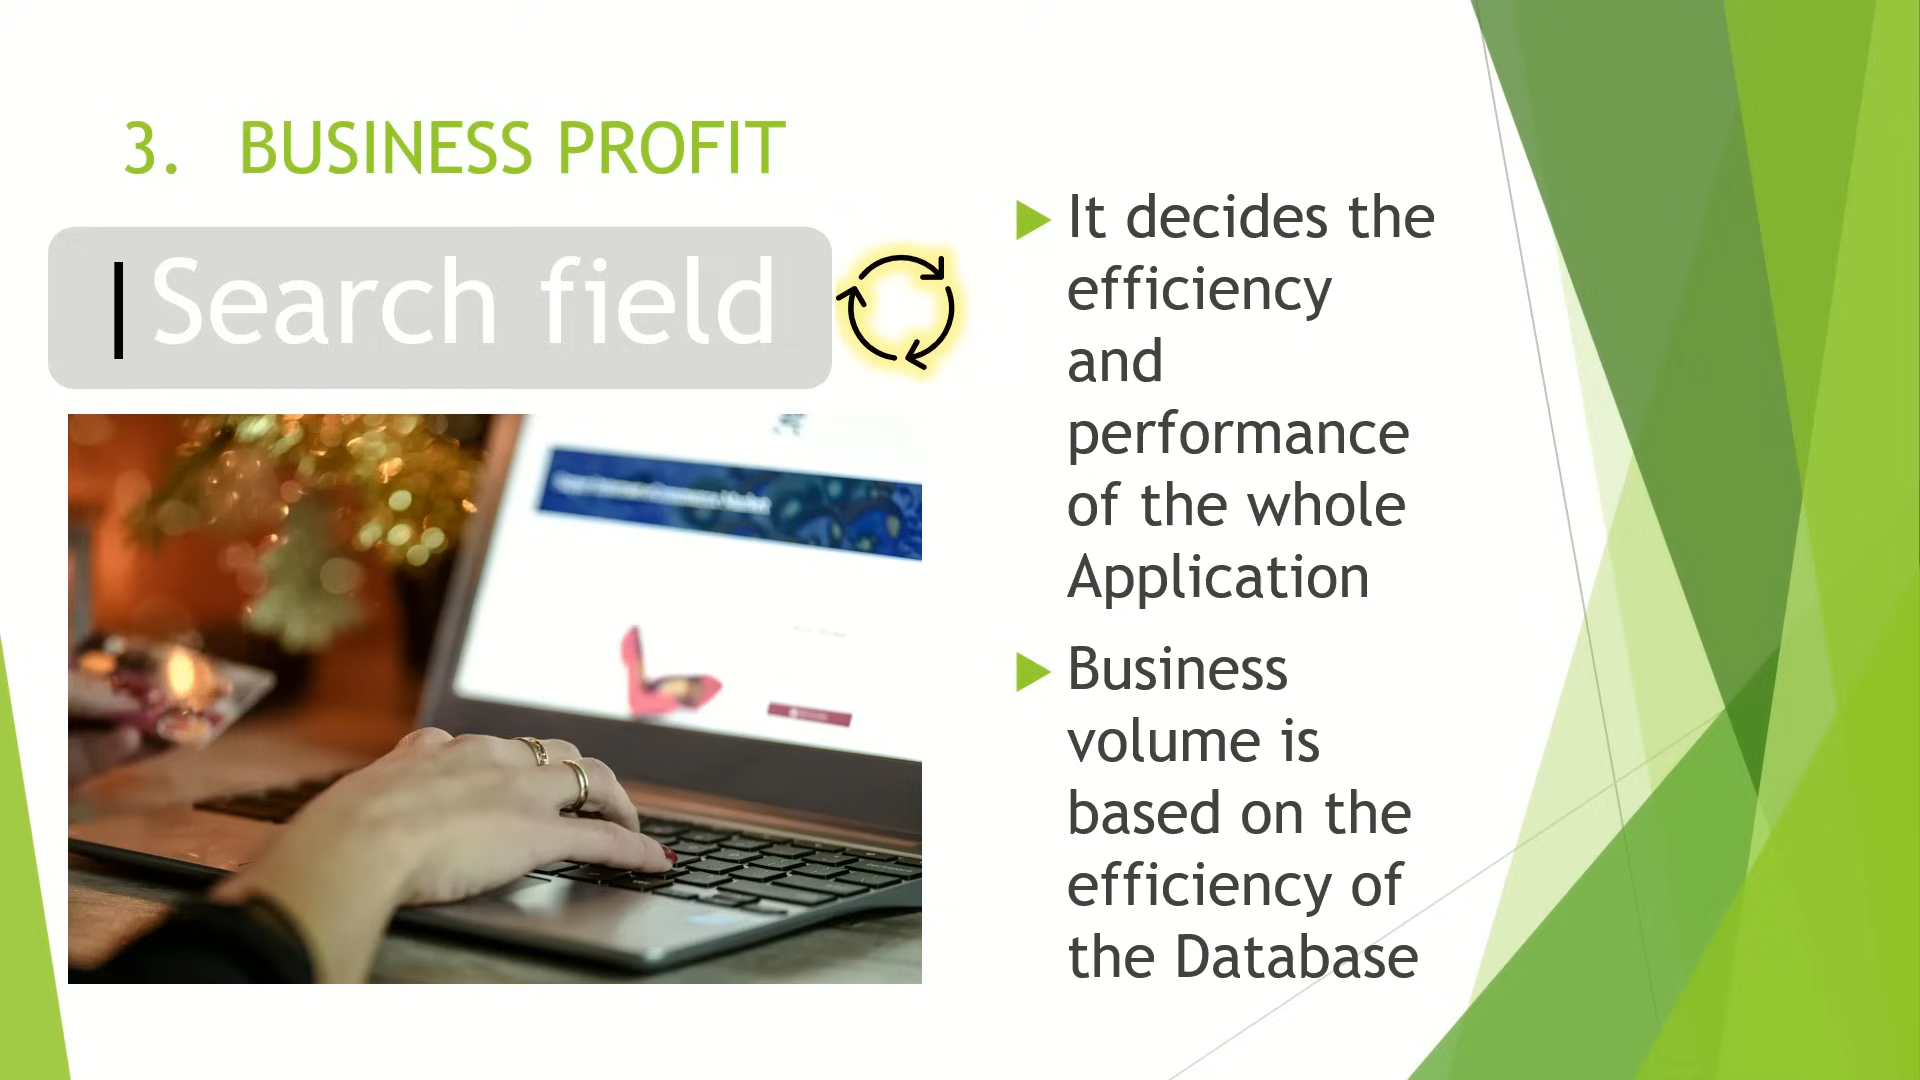 3. BUSINESS PROFIT
Search field
It decides the
efficiency
and
performance
of the whole
Application
Business
volume is
based on the
efficiency of
the Database